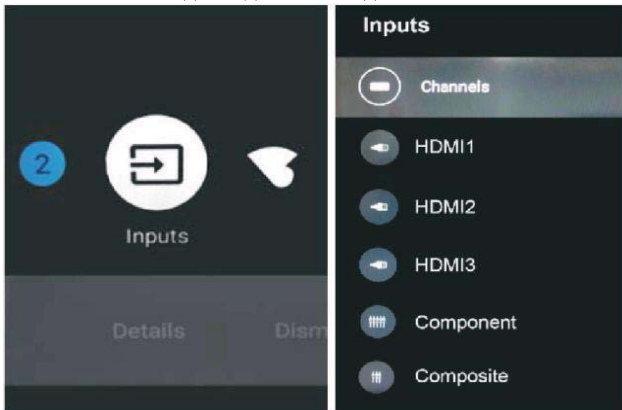 2
Inputs
Details
Dism
Inputs
Channels
HDMI1
HDMI2
HDMI3
Component
Composite